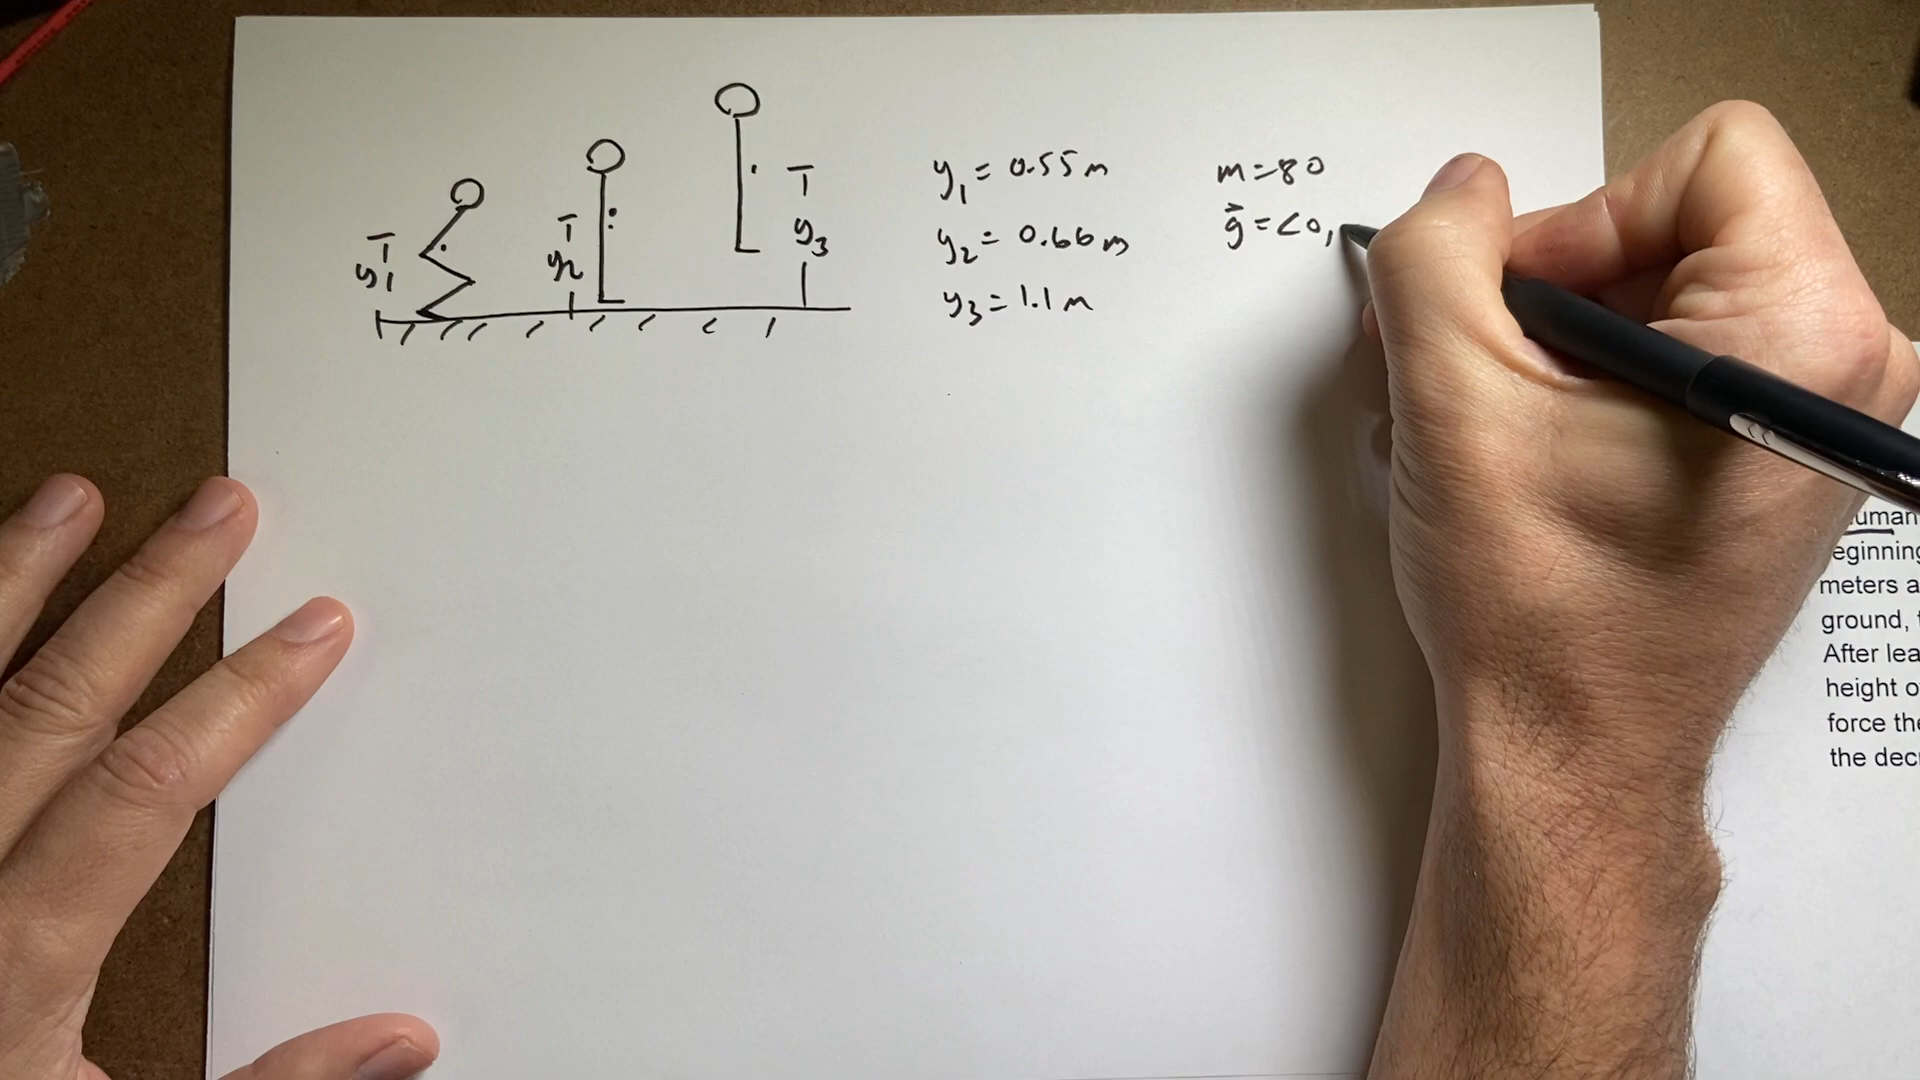 y1
y2
y3
y1 = 0.55 m
y2 = 0.66 m
y3 = 1.1 m
m = 80
g⃗ = <0,
uman
eginning
meters a
ground,
After lea
height o
force the
the dec